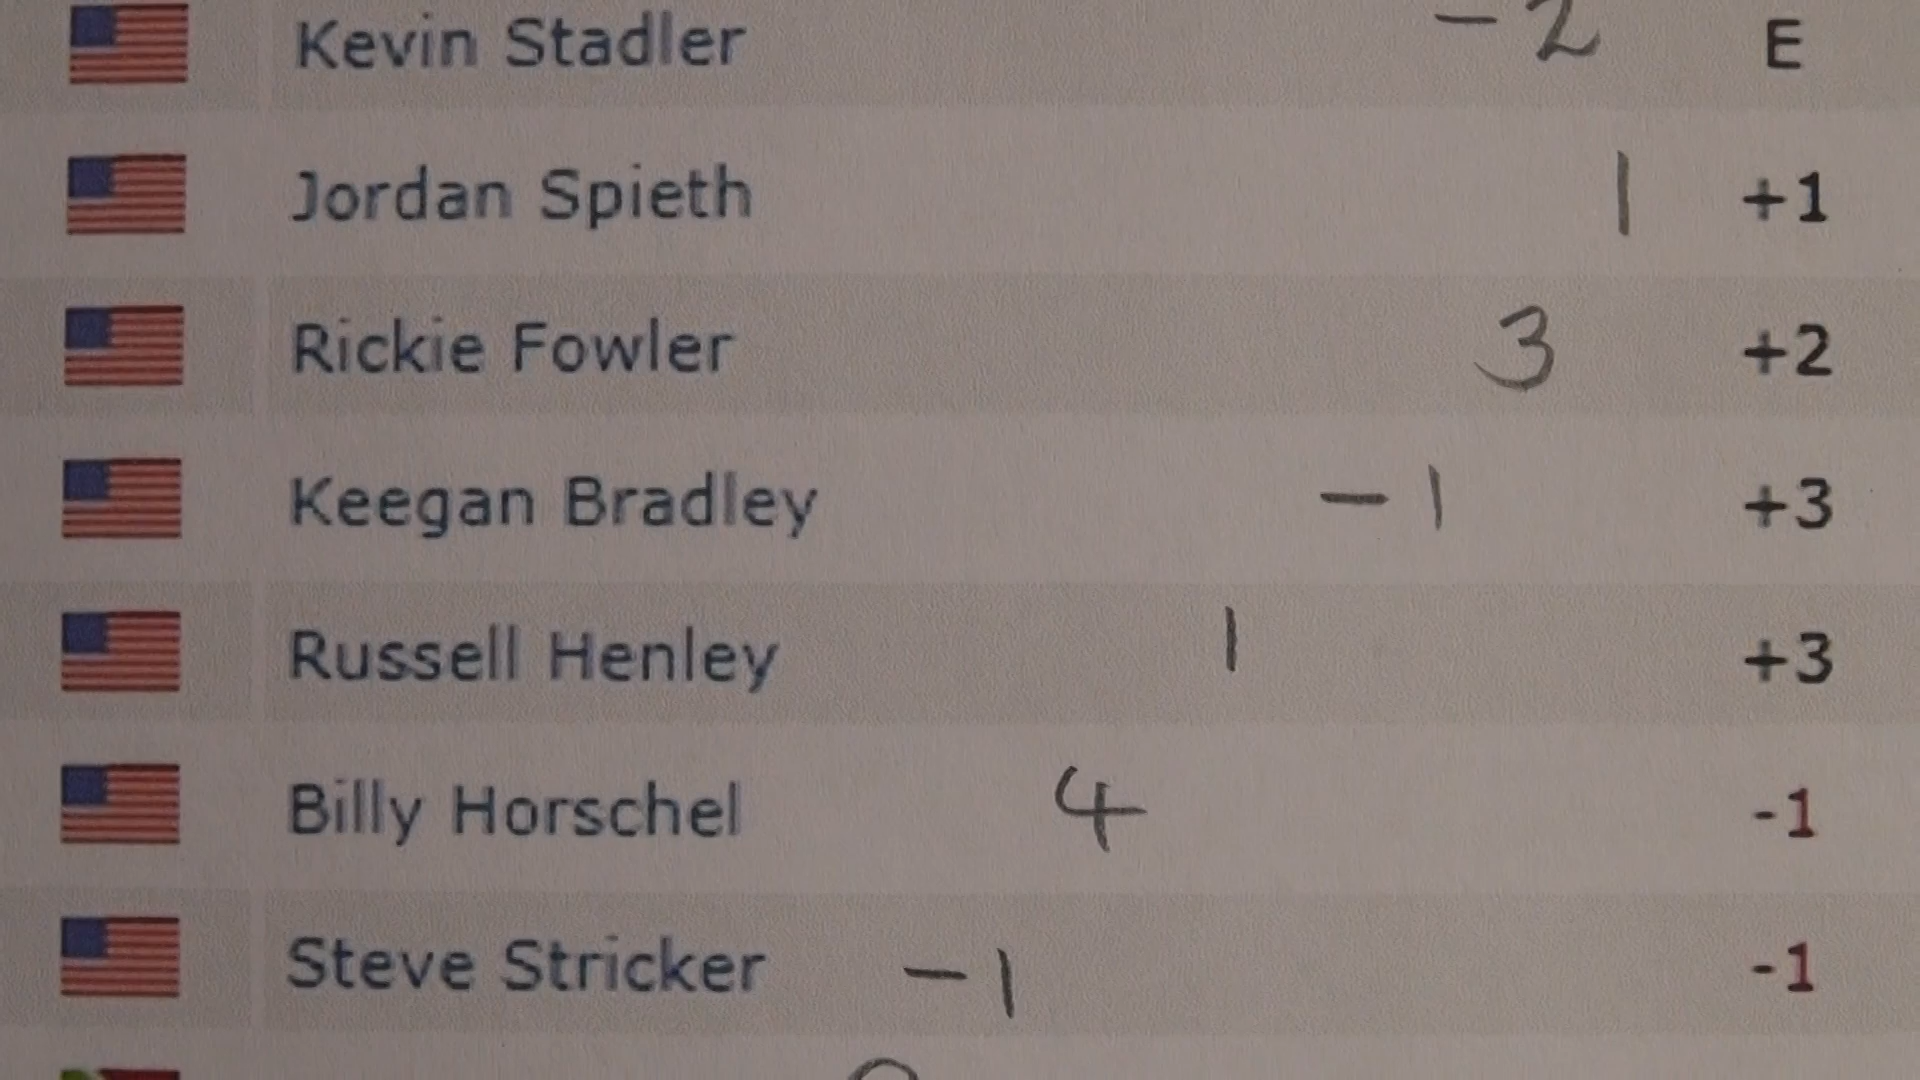 Kevin Stadler -2 E
Jordan Spieth 1 +1
Rickie Fowler 3 +2
Keegan Bradley -1 +3
Russell Henley 1 +3
Billy Horschel 4 -1
Steve Stricker -1 -1